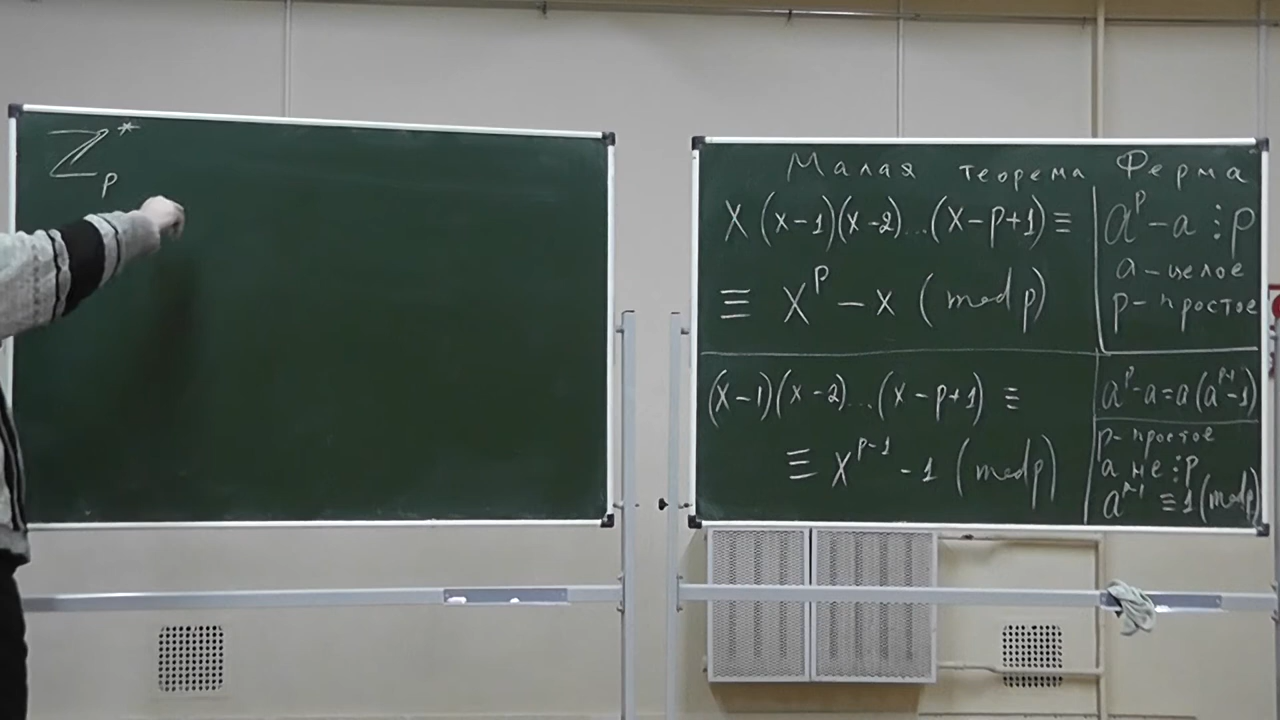 ℤₚ*
Малая теорема Ферма
x(x-1)(x-2)...(x-p+1) ≡
≡ x^p - x (mod p)
a^p - a ⋮ p
a - целое
p - простое
(x-1)(x-2)...(x-p+1) ≡
≡ x^{p-1} - 1 (mod p)
a^p - a = a(a^{p-1} - 1)
p - простое
a не ⋮ p
a^{p-1} ≡ 1 (mod p)